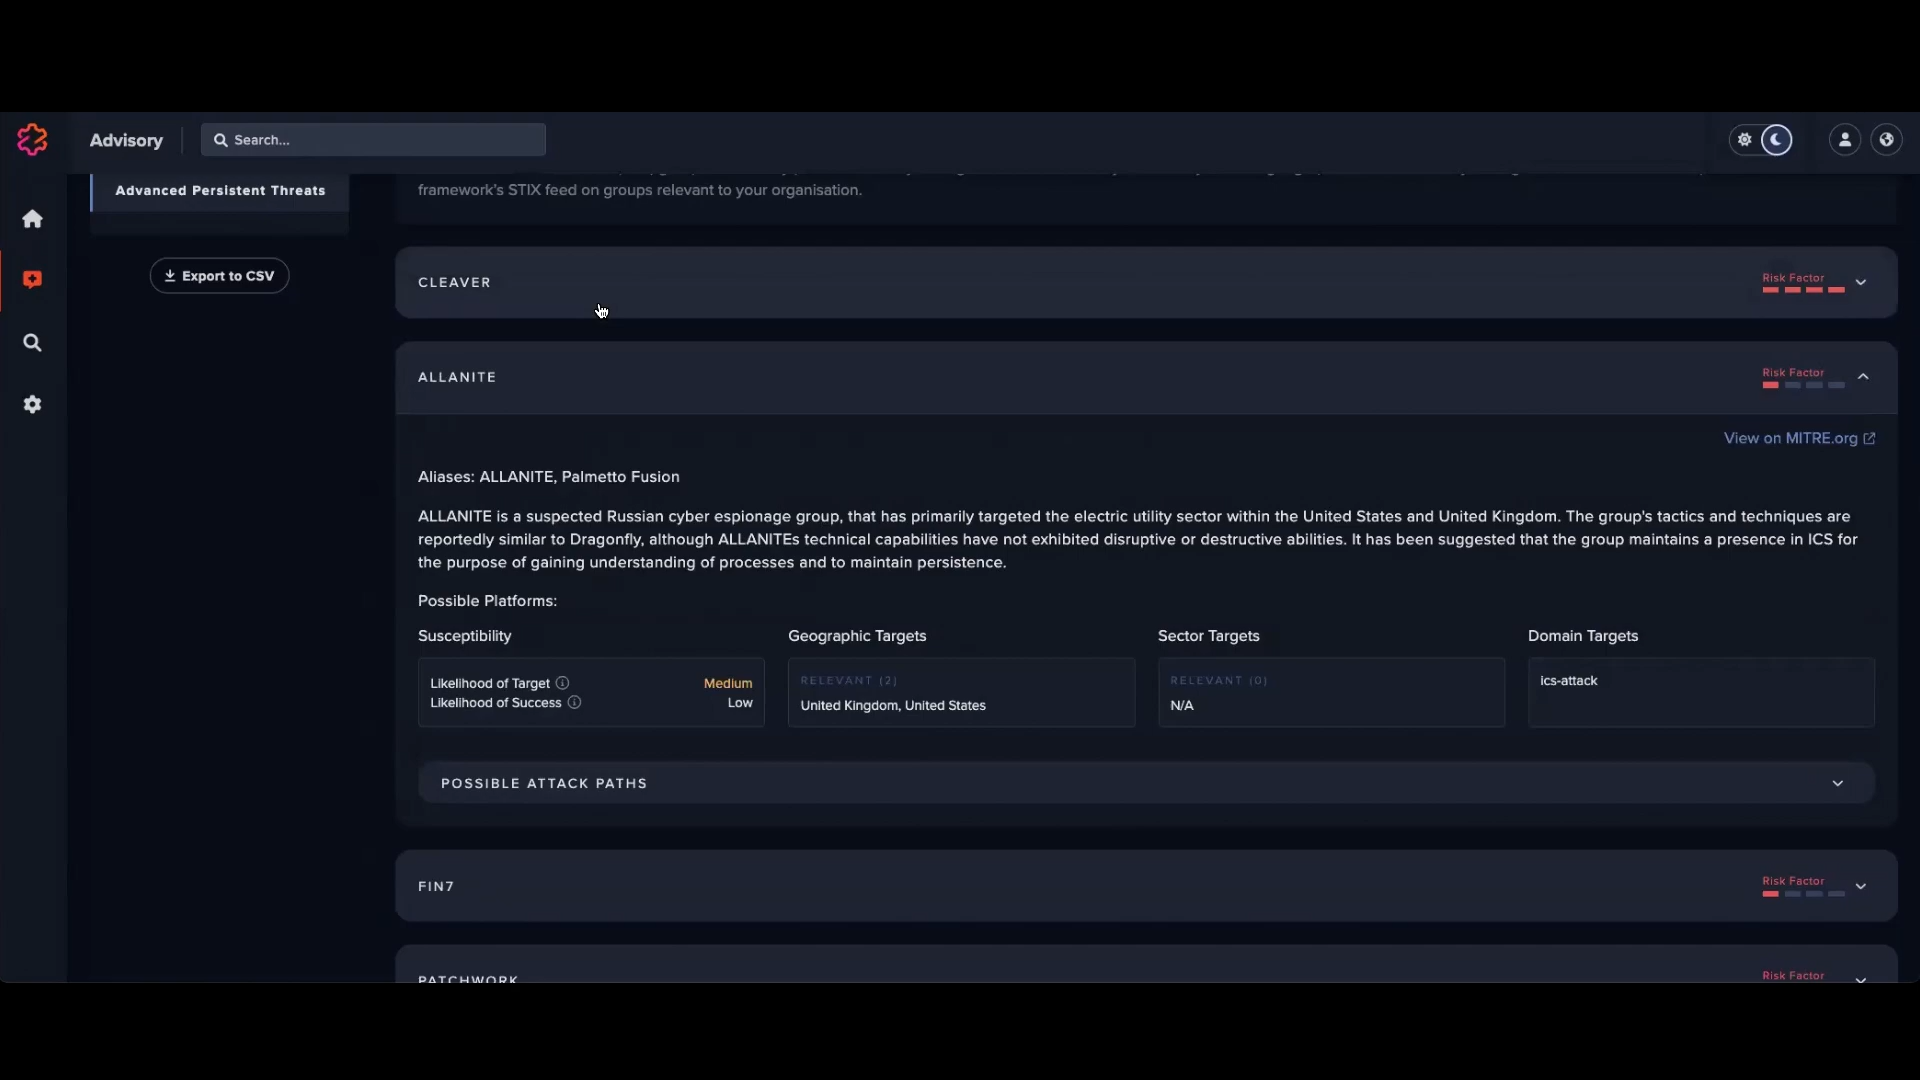 Advisory
Search...
Advanced Persistent Threats
Export to CSV
framework's STIX feed on groups relevant to your organisation.
CLEAVER
Risk Factor
ALLANITE
Risk Factor
View on MITRE.org
Aliases: ALLANITE, Palmetto Fusion
ALLANITE is a suspected Russian cyber espionage group, that has primarily targeted the electric utility sector within the United States and United Kingdom. The group's tactics and techniques are
reportedly similar to Dragonfly, although ALLANITEs technical capabilities have not exhibited disruptive or destructive abilities. It has been suggested that the group maintains a presence in ICS for
the purpose of gaining understanding of processes and to maintain persistence.
Possible Platforms:
Susceptibility
Likelihood of Target Medium
Likelihood of Success Low
Geographic Targets
RELEVANT (2)
United Kingdom, United States
Sector Targets
RELEVANT (0)
N/A
Domain Targets
ics-attack
POSSIBLE ATTACK PATHS
FIN7
Risk Factor
PATCHWORK
Risk Factor